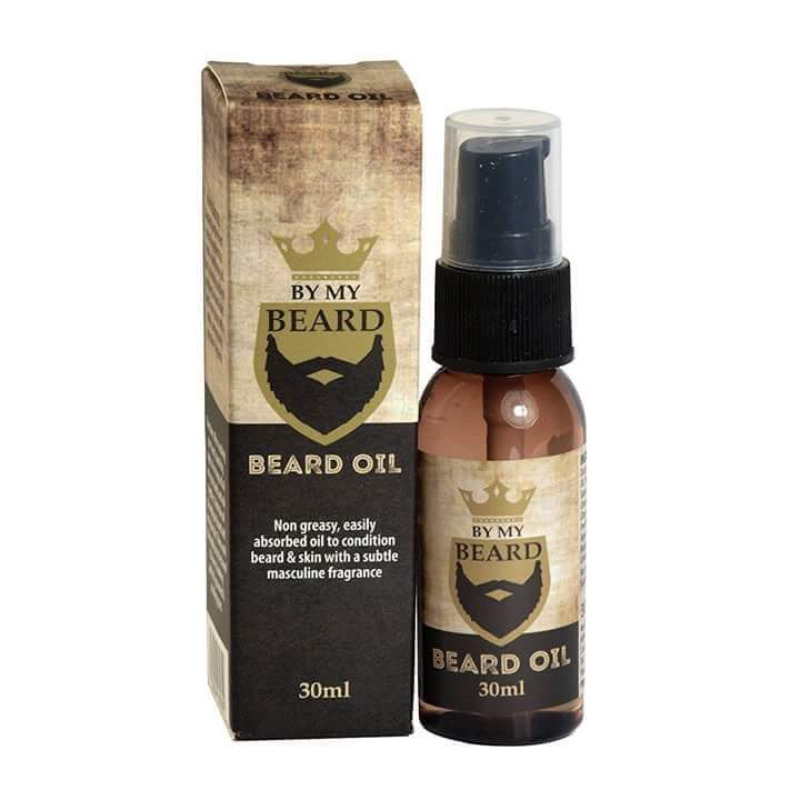 BEARD OIL
BY MY
BEARD
BEARD OIL
Non greasy, easily
absorbed oil to condition
beard & skin with a subtle
masculine fragrance
30ml
BY MY
BEARD
BEARD OIL
30ml